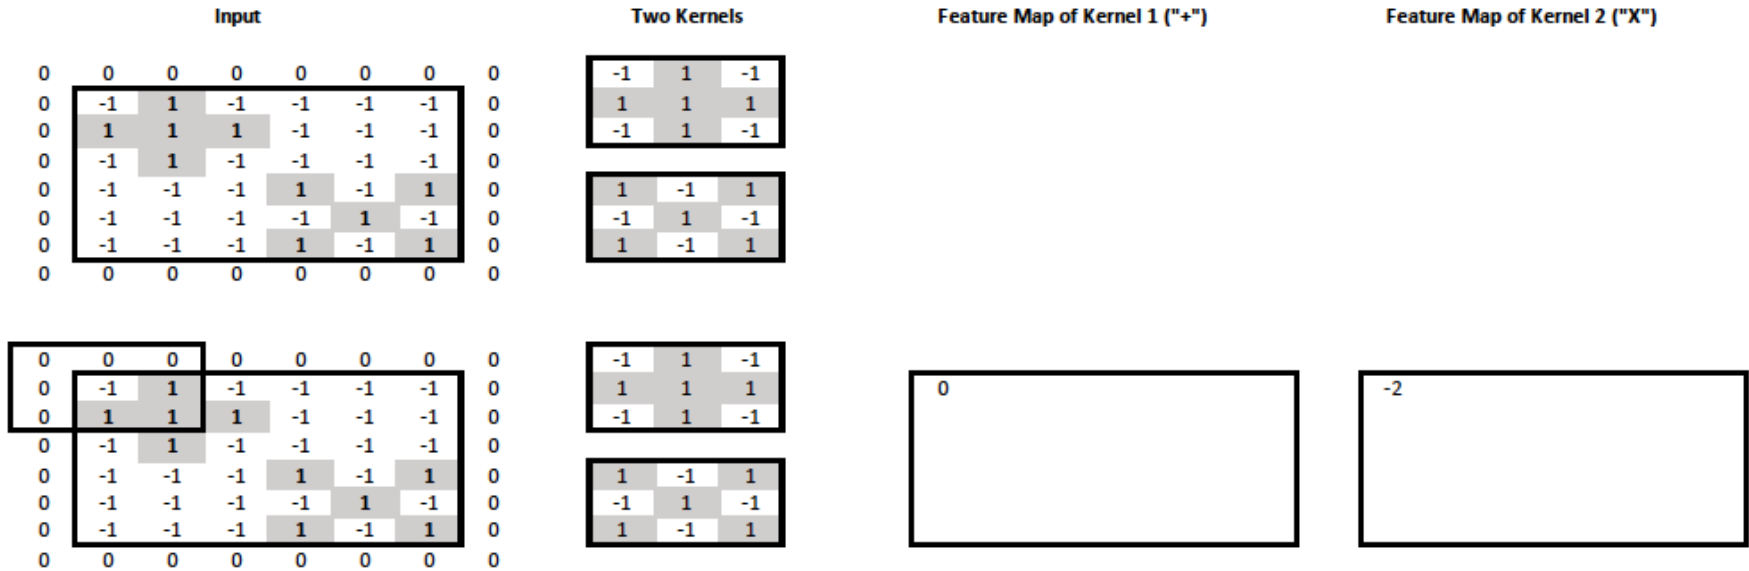 Input Two Kernels Feature Map of Kernel 1 ("+") Feature Map of Kernel 2 ("X")
0 0 0 0 0 0 0 0 -1 1 -1
0 -1 1 -1 -1 -1 -1 0 1 1 1
0 1 1 1 -1 -1 -1 0 -1 1 -1
0 -1 1 -1 -1 -1 -1 0
0 -1 -1 -1 1 -1 1 0 1 -1 1
0 -1 -1 -1 -1 1 -1 0 -1 1 -1
0 -1 -1 -1 1 -1 1 0 1 -1 1
0 0 0 0 0 0 0 0
0 0 0 0 0 0 0 0 -1 1 -1
0 -1 1 -1 -1 -1 -1 0 1 1 1 0 -2
0 1 1 1 -1 -1 -1 0 -1 1 -1
0 -1 1 -1 -1 -1 -1 0
0 -1 -1 -1 1 -1 1 0 1 -1 1
0 -1 -1 -1 -1 1 -1 0 -1 1 -1
0 -1 -1 -1 1 -1 1 0 1 -1 1
0 0 0 0 0 0 0 0